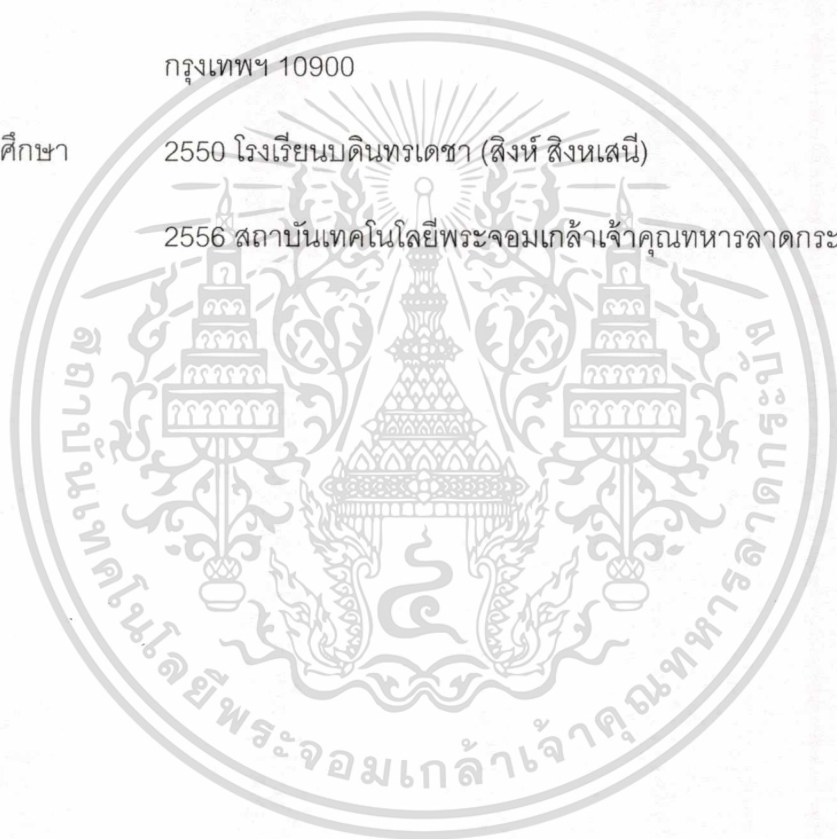 กรุงเทพฯ 10900
ศึกษา 2550 โรงเรียนบดินทรเดชา (สิงห์ สิงหเสนี)
2556 สถาบันเทคโนโลยีพระจอมเกล้าเจ้าคุณทหารลาดกระ
สถาบันเทคโนโลยีพระจอมเกล้าเจ้าคุณทหารลาดกระบัง